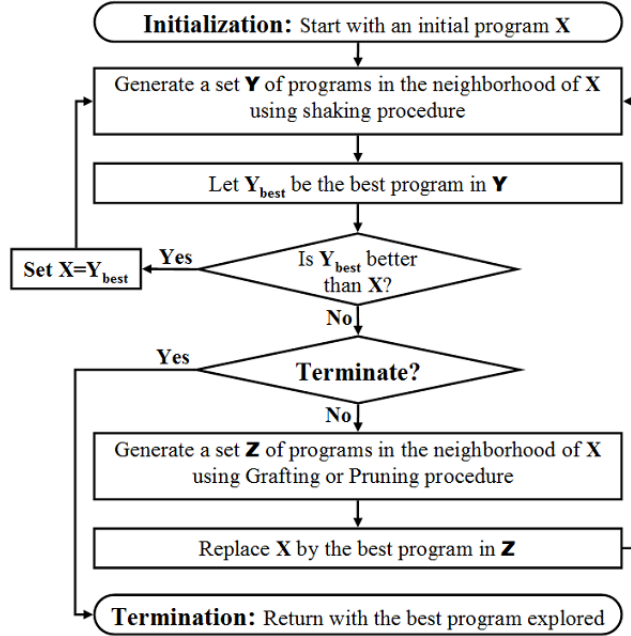 Initialization: Start with an initial program X
Generate a set Y of programs in the neighborhood of X
using shaking procedure
Let Y_best be the best program in Y
Is Y_best better
than X?
Yes
Set X=Y_best
No
Yes
Terminate?
No
Generate a set Z of programs in the neighborhood of X
using Grafting or Pruning procedure
Replace X by the best program in Z
Termination: Return with the best program explored